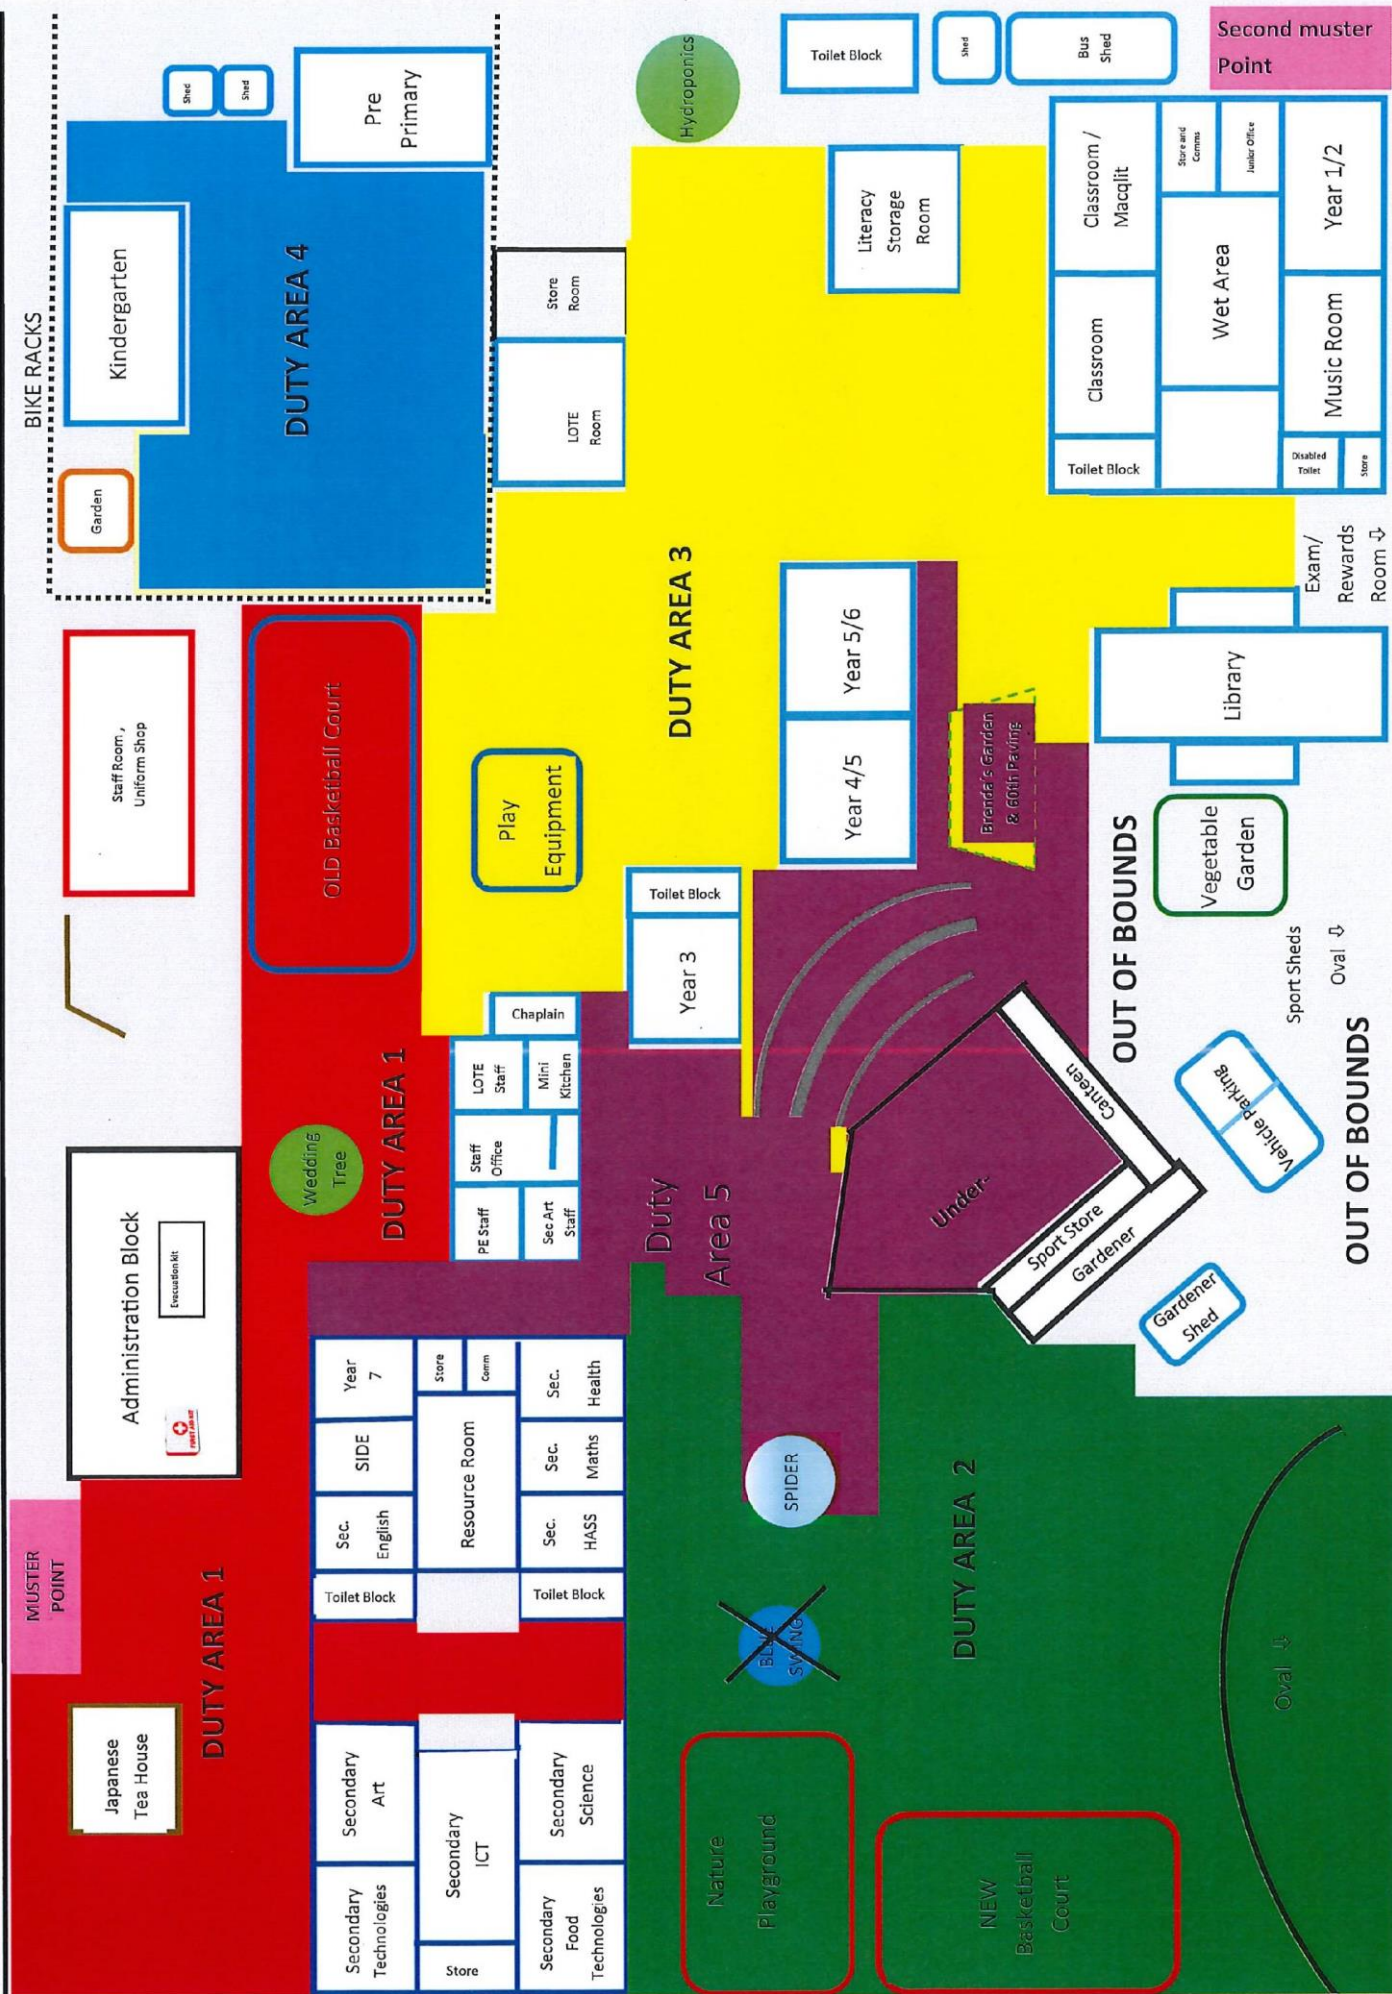 MUSTER
POINT
Japanese
Tea House
DUTY AREA 1
Administration Block
Evacuation kit
FIRST AID KIT
Staff Room ,
Uniform Shop
BIKE RACKS
Garden
Kindergarten
Shed
Shed
Pre
Primary
DUTY AREA 4
OLD Basketball Court
Wedding
Tree
DUTY AREA 1
Secondary
Technologies
Secondary
Art
Store
Secondary
ICT
Secondary
Food
Technologies
Secondary
Science
Toilet Block
Toilet Block
Sec.
English
SIDE
Year
7
Resource Room
Store
Comm
Sec.
HASS
Sec.
Maths
Sec.
Health
PE Staff
Staff
Office
LOTE
Staff
Chaplain
Sec Art
Staff
Mini
Kitchen
Play
Equipment
LOTE
Room
Store
Room
Hydroponics
DUTY AREA 3
Year 3
Toilet Block
Duty
Area 5
Year 4/5
Year 5/6
Literacy
Storage
Room
Toilet Block
Shed
Bus
Shed
Second muster
Point
Nature
Playground
BLUE
SWING
SPIDER
DUTY AREA 2
NEW
Basketball
Court
Oval ⇩
Under-
Canteen
Sport Store
Gardener
Gardener
Shed
Vehicle Parking
Brenda's Garden
& 60th Paving
OUT OF BOUNDS
Vegetable
Garden
Sport Sheds
Oval ⇩
OUT OF BOUNDS
Library
Exam/
Rewards
Room ⇩
Toilet Block
Classroom
Classroom /
Macqlit
Wet Area
Store and
Comms
Junior Office
Disabled
Toilet
Store
Music Room
Year 1/2